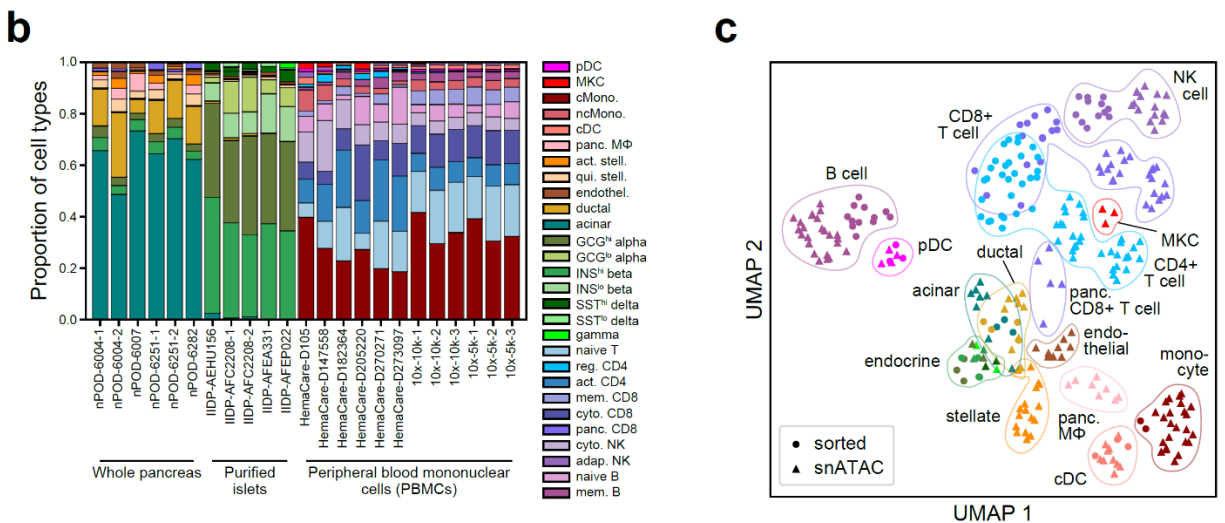 b
Proportion of cell types
1.0
0.8
0.6
0.4
0.2
0.0
nPOD-6004-1
nPOD-6004-2
nPOD-6007
nPOD-6251-1
nPOD-6251-2
nPOD-6282
IIDP-AEHU156
IIDP-AFC2208-1
IIDP-AFC2208-2
IIDP-AFEA331
IIDP-AFEP022
HemaCare-D105
HemaCare-D147558
HemaCare-D182364
HemaCare-D205220
HemaCare-D270271
HemaCare-D273097
10x-10k-1
10x-10k-2
10x-10k-3
10x-5k-1
10x-5k-2
10x-5k-3
Whole pancreas
Purified
islets
Peripheral blood mononuclear
cells (PBMCs)
pDC
MKC
cMono.
ncMono.
cDC
panc. MΦ
act. stell.
qui. stell.
endothel.
ductal
acinar
GCGhi alpha
GCGlo alpha
INShi beta
INSlo beta
SSThi delta
SSTlo delta
gamma
naive T
reg. CD4
act. CD4
mem. CD8
cyto. CD8
panc. CD8
cyto. NK
adap. NK
naive B
mem. B
c
UMAP 2
UMAP 1
NK
cell
CD8+
T cell
B cell
pDC
MKC
CD4+
T cell
ductal
acinar
panc.
CD8+ T cell
endo-
thelial
endocrine
mono-
cyte
stellate
panc.
MΦ
cDC
sorted
snATAC